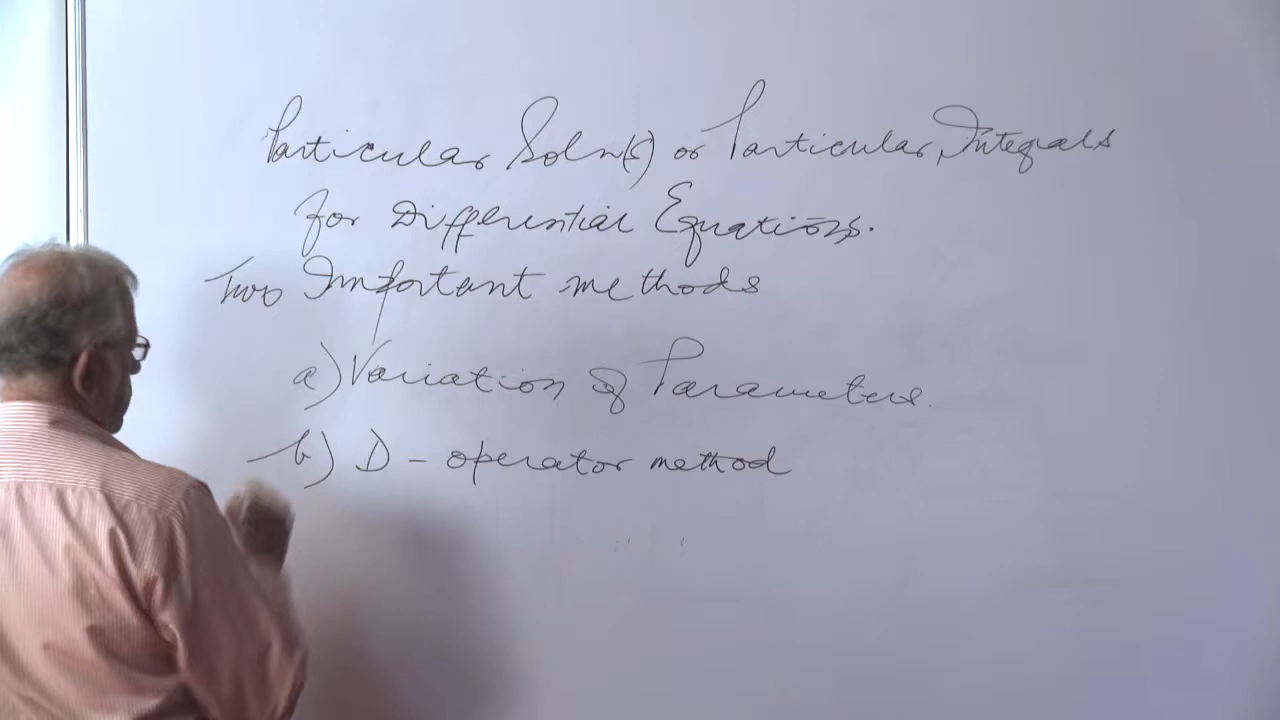 Particular Soln(s) or Particular, Integrals
for Differential Equations.
Two Important methods
a) Variation of Parameters.
b) D - operator method